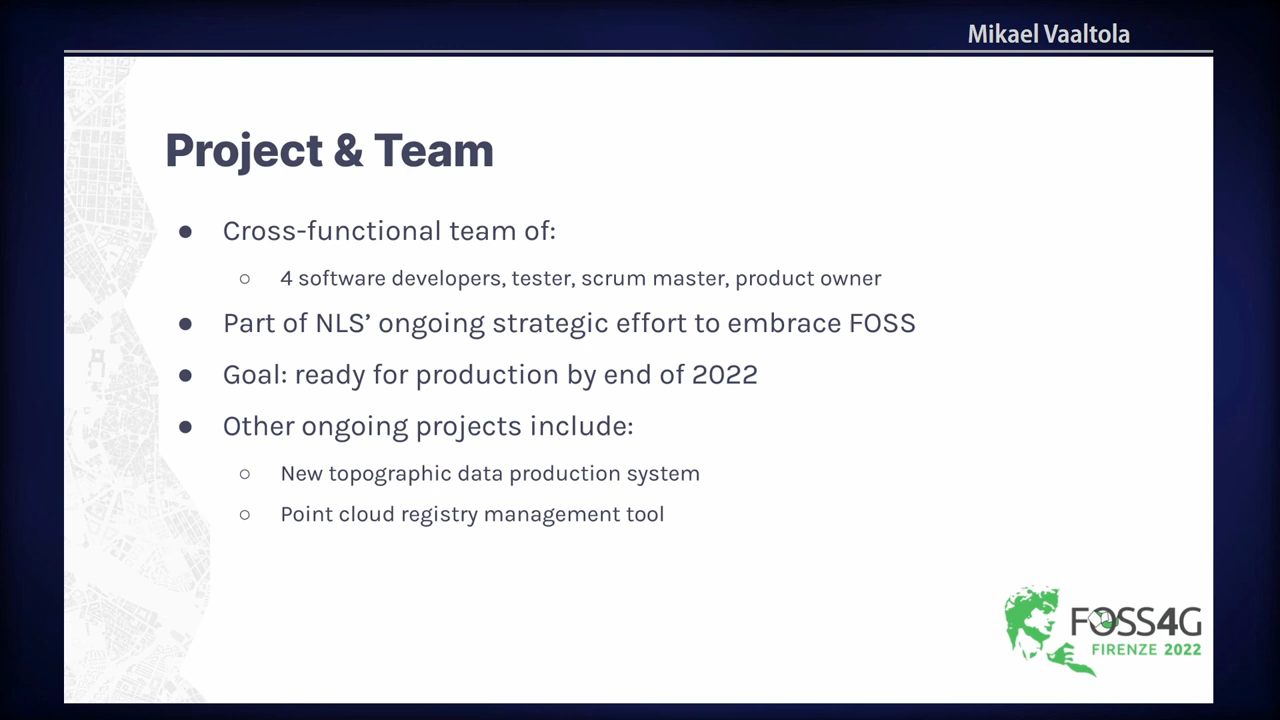 Mikael Vaaltola
Project & Team
● Cross-functional team of:
○ 4 software developers, tester, scrum master, product owner
● Part of NLS’ ongoing strategic effort to embrace FOSS
● Goal: ready for production by end of 2022
● Other ongoing projects include:
○ New topographic data production system
○ Point cloud registry management tool
FOSS4G
FIRENZE 2022